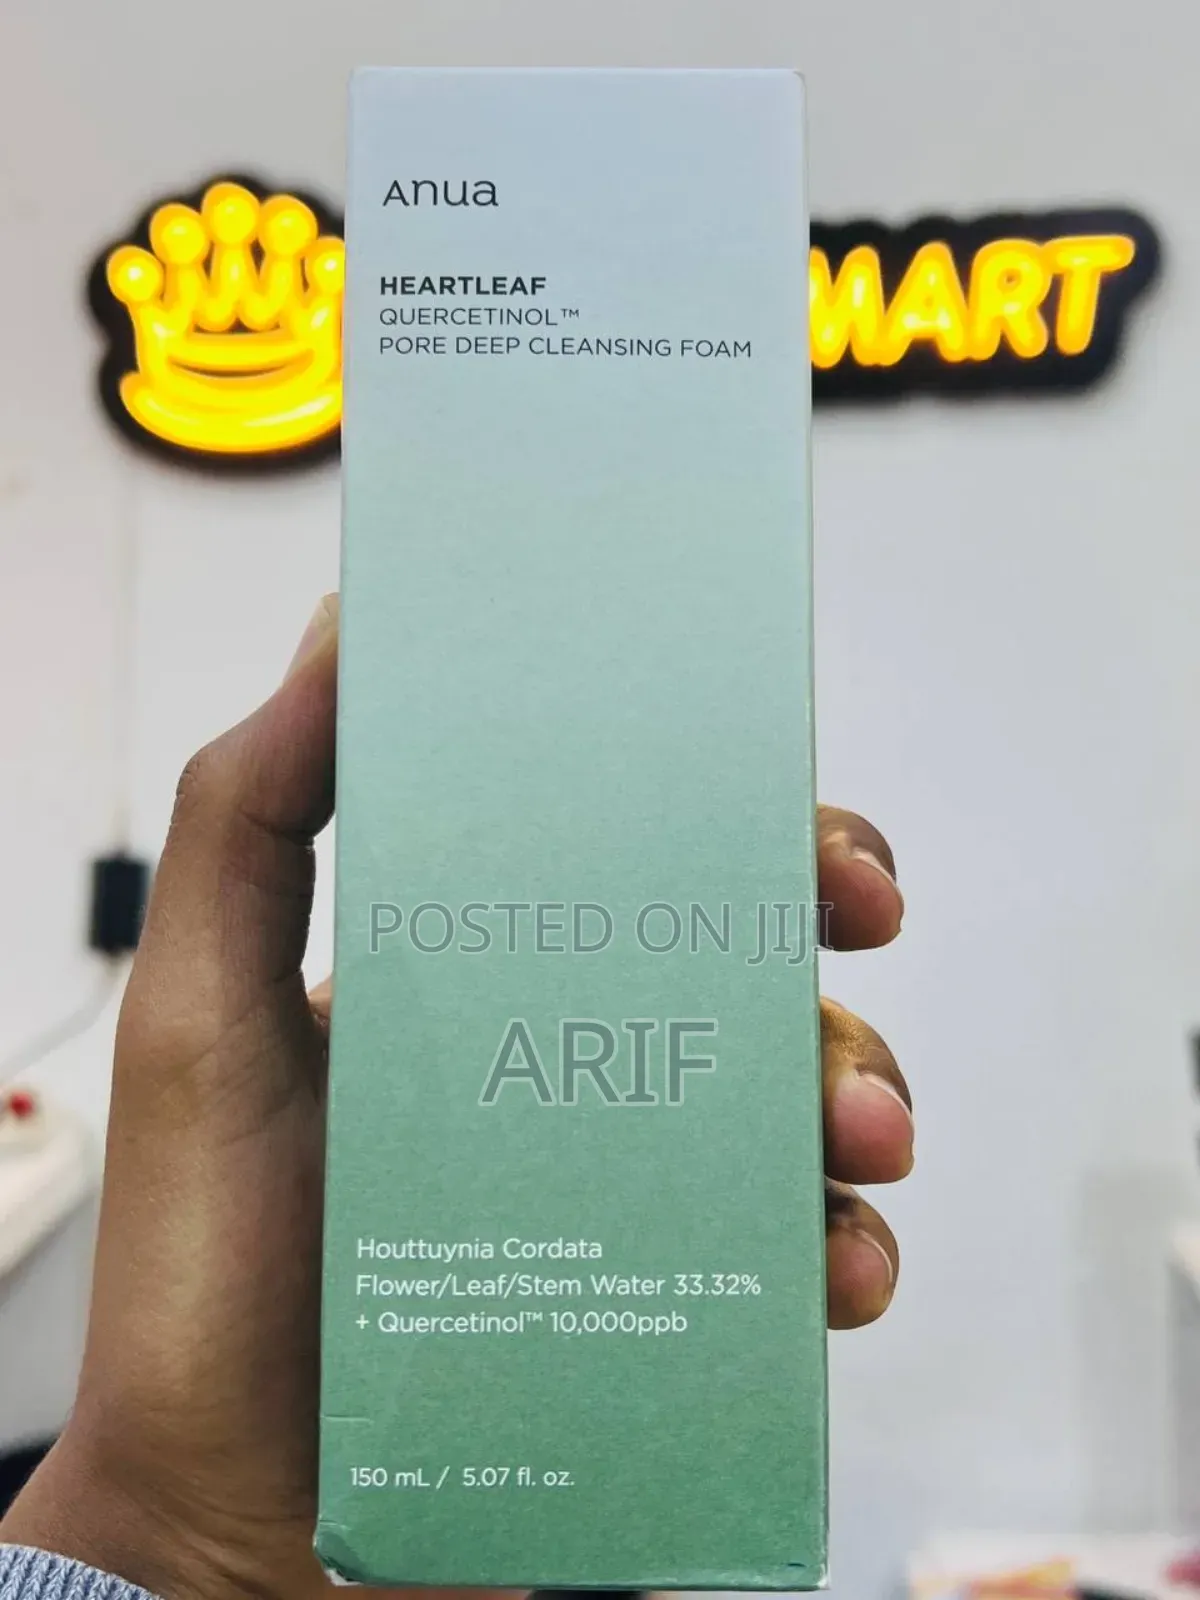 Anua
HEARTLEAF
QUERCETINOL™
PORE DEEP CLEANSING FOAM
MART
POSTED ON JIJI
ARIF
Houttuynia Cordata
Flower/Leaf/Stem Water 33.32%
+ Quercetinol™ 10,000ppb
150 mL / 5.07 fl. oz.